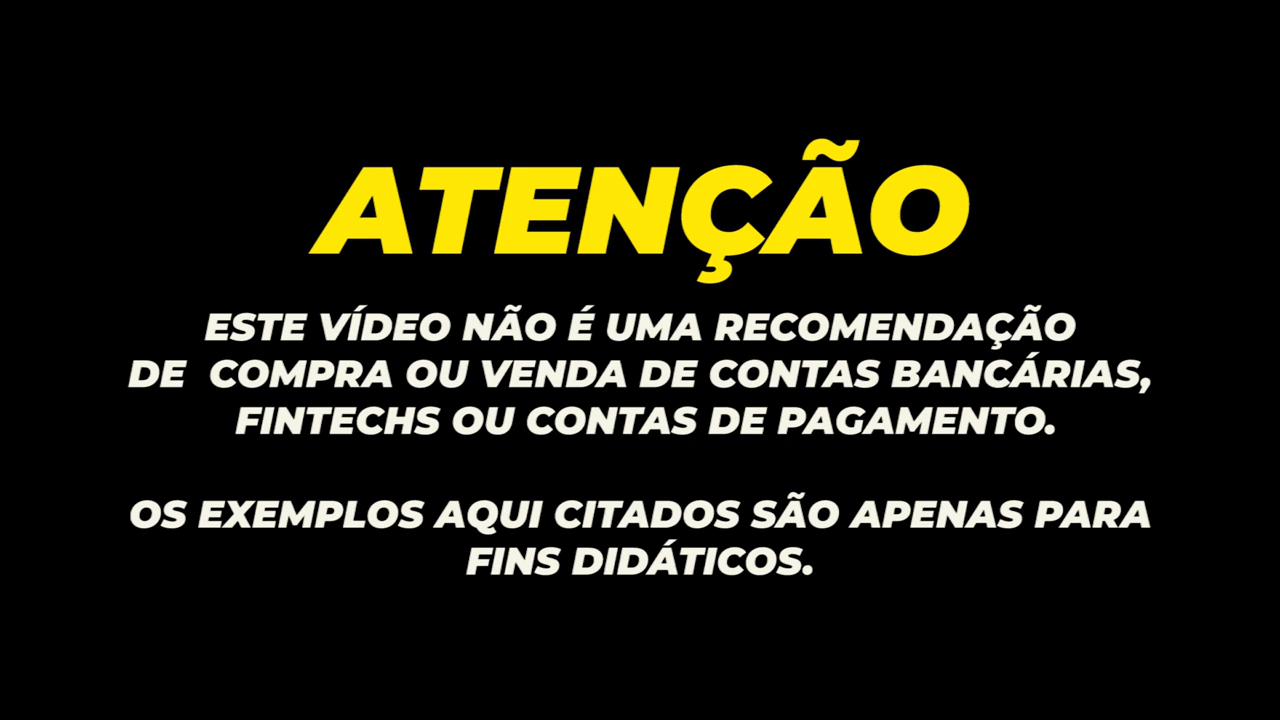 ATENÇÃO
ESTE VÍDEO NÃO É UMA RECOMENDAÇÃO
DE COMPRA OU VENDA DE CONTAS BANCÁRIAS,
FINTECHS OU CONTAS DE PAGAMENTO.
OS EXEMPLOS AQUI CITADOS SÃO APENAS PARA
FINS DIDÁTICOS.